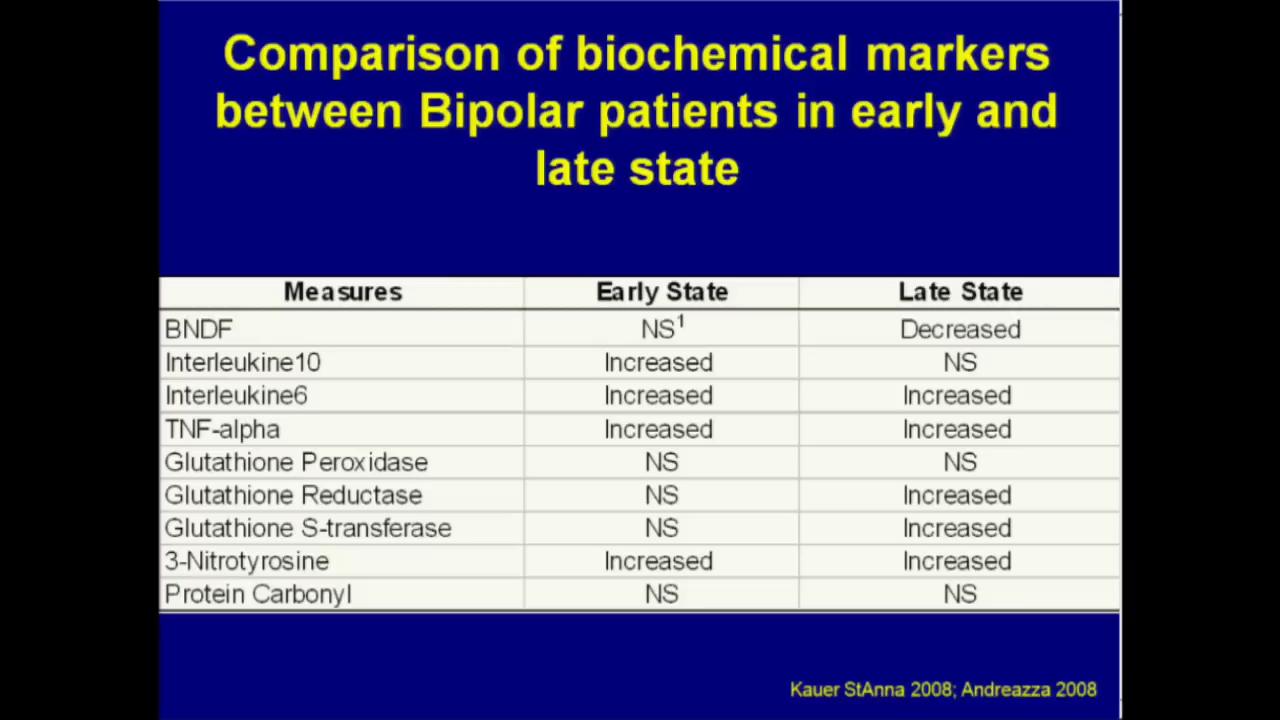 Comparison of biochemical markers
between Bipolar patients in early and
late state
Measures Early State Late State
BNDF NS¹ Decreased
Interleukine10 Increased NS
Interleukine6 Increased Increased
TNF-alpha Increased Increased
Glutathione Peroxidase NS NS
Glutathione Reductase NS Increased
Glutathione S-transferase NS Increased
3-Nitrotyrosine Increased Increased
Protein Carbonyl NS NS
Kauer StAnna 2008; Andreazza 2008